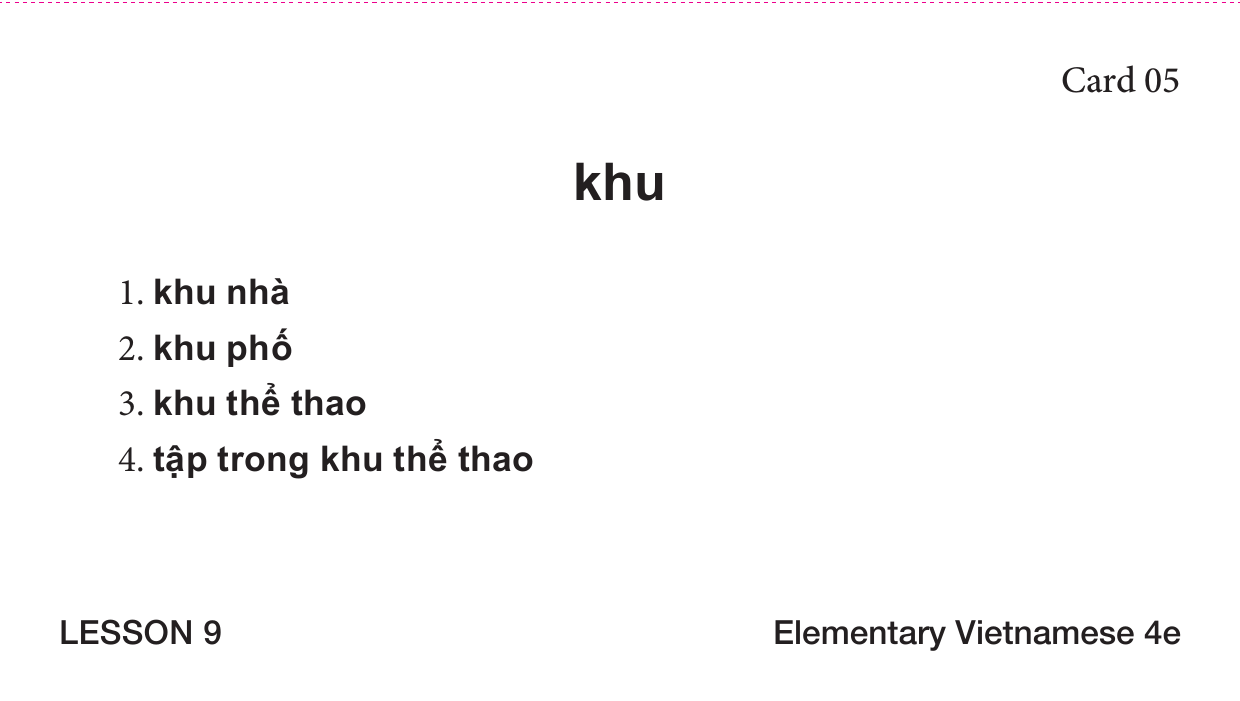 Card 05
khu
1. khu nhà
2. khu phố
3. khu thể thao
4. tập trong khu thể thao
LESSON 9
Elementary Vietnamese 4e